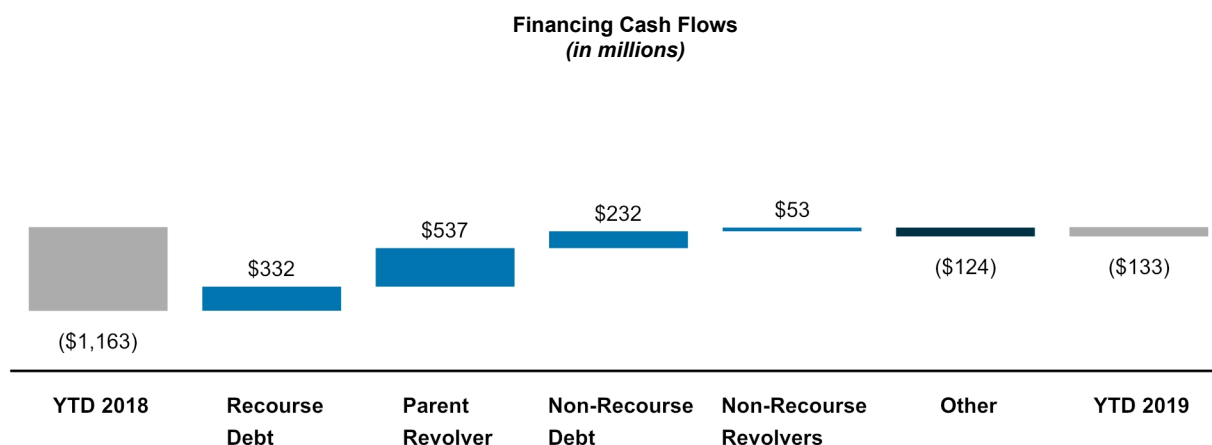 Financing Cash Flows
(in millions)
$332
$537
$232
$53
($124)
($133)
($1,163)
YTD 2018
Recourse
Debt
Parent
Revolver
Non-Recourse
Debt
Non-Recourse
Revolvers
Other
YTD 2019